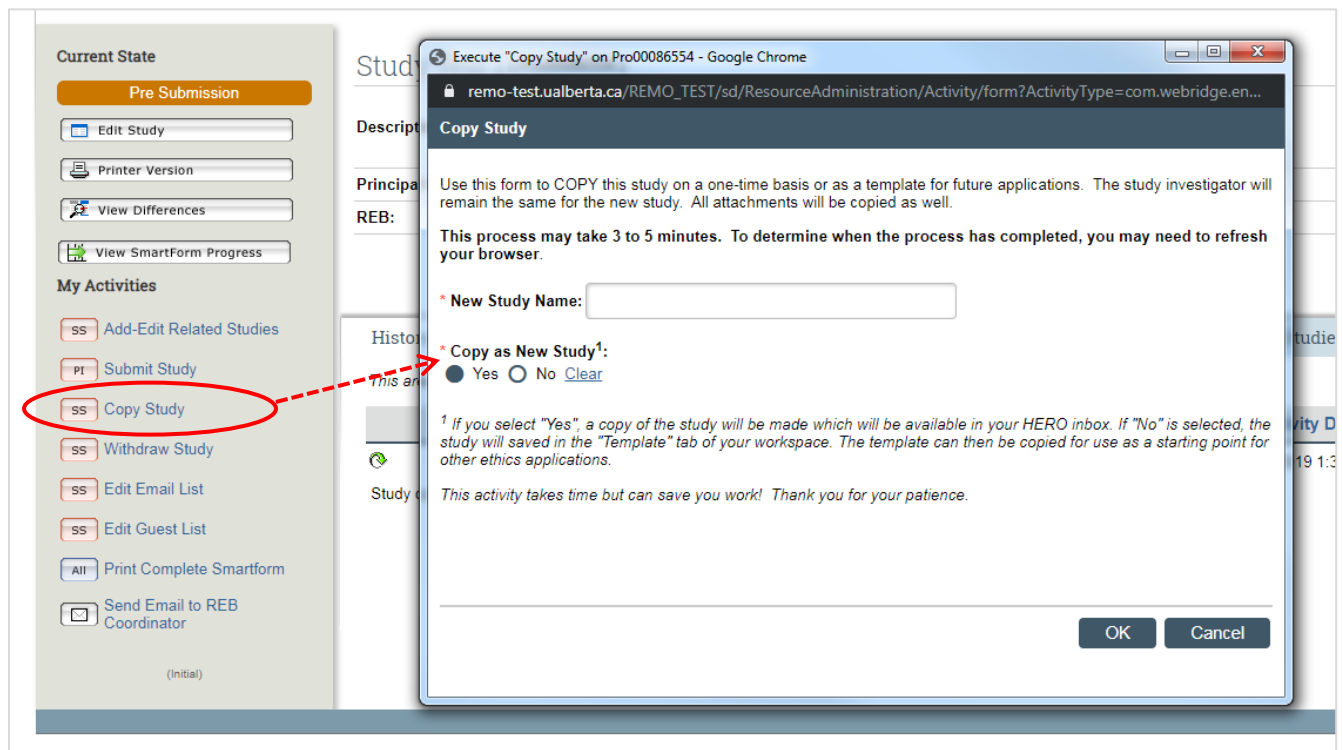 Current State
Pre Submission
Edit Study
Printer Version
View Differences
View SmartForm Progress
My Activities
SS Add-Edit Related Studies
PI Submit Study
SS Copy Study
SS Withdraw Study
SS Edit Email List
SS Edit Guest List
All Print Complete Smartform
Send Email to REB
Coordinator
(Initial)
Study
Descript
Principa
REB:
Histor
This are
Study c
Execute "Copy Study" on Pro00086554 - Google Chrome
remo-test.ualberta.ca/REMO_TEST/sd/ResourceAdministration/Activity/form?ActivityType=com.webridge.en...
Copy Study
Use this form to COPY this study on a one-time basis or as a template for future applications. The study investigator will
remain the same for the new study. All attachments will be copied as well.
This process may take 3 to 5 minutes. To determine when the process has completed, you may need to refresh
your browser.
* New Study Name:
* Copy as New Study1:
Yes No Clear
1 If you select "Yes", a copy of the study will be made which will be available in your HERO inbox. If "No" is selected, the
study will saved in the "Template" tab of your workspace. The template can then be copied for use as a starting point for
other ethics applications.
This activity takes time but can save you work! Thank you for your patience.
OK Cancel
tudie
vity D
19 1:3